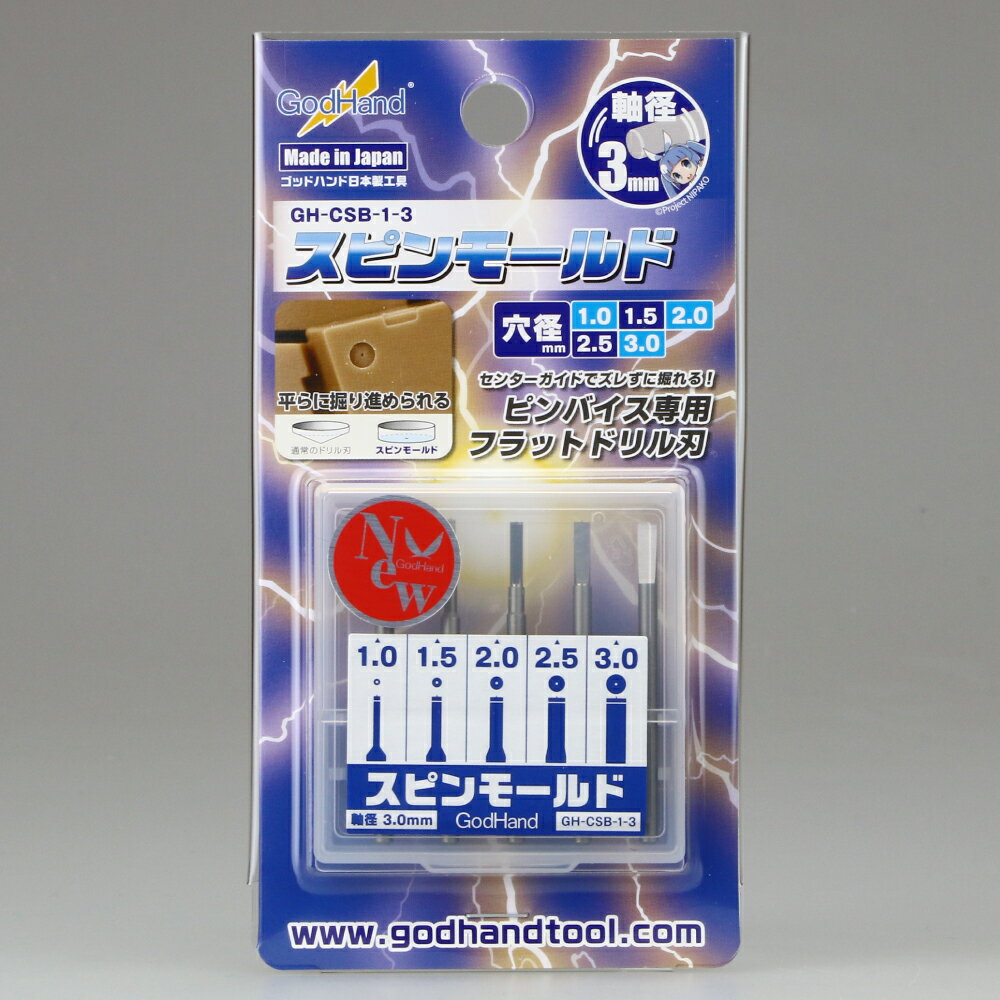 GodHand®
Made in Japan
ゴッドハンド日本製工具
軸径
3mm
©Project NIPAKO
GH-CSB-1-3
スピンモールド
穴径 mm 1.0 1.5 2.0
2.5 3.0
平らに掘り進められる
通常のドリル刃 スピンモールド
センターガイドでズレずに掘れる!
ピンバイス専用
フラットドリル刃
New
GodHand
1.0 1.5 2.0 2.5 3.0
スピンモールド
軸径 3.0mm GodHand GH-CSB-1-3
www.godhandtool.com